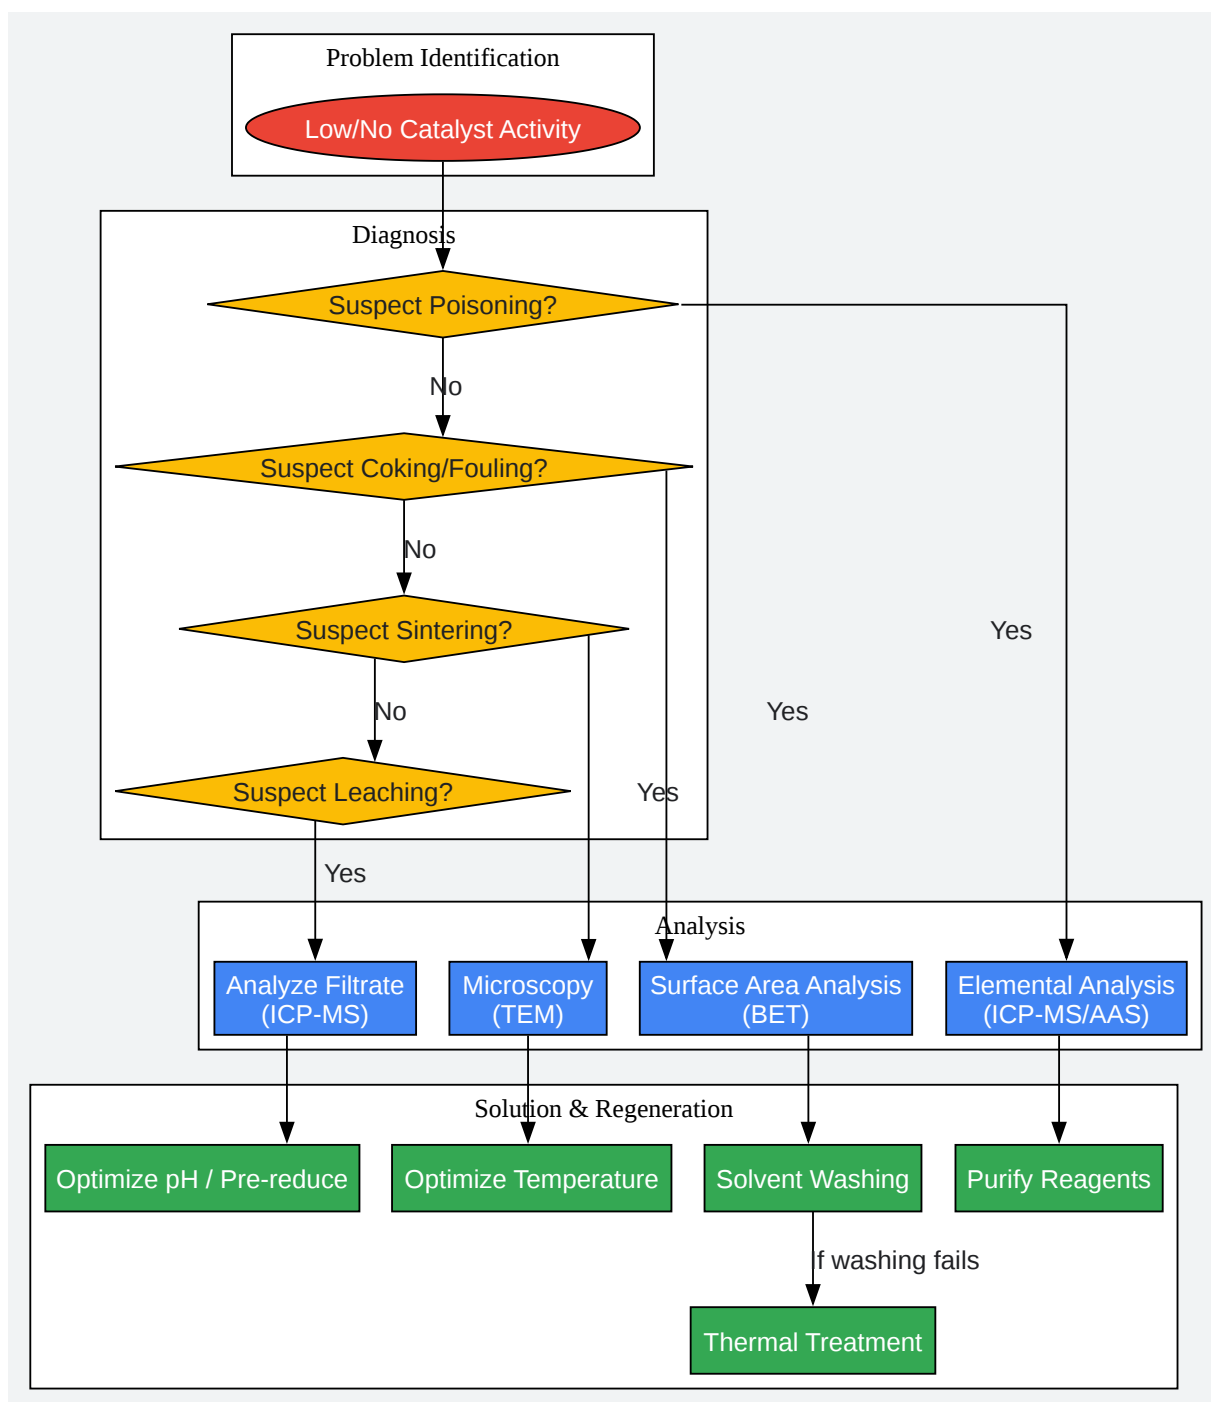 Problem Identification
Low/No Catalyst Activity
Diagnosis
Suspect Poisoning?
No
Suspect Coking/Fouling?
No
Suspect Sintering?
Yes
No
Yes
Suspect Leaching?
Yes
Yes
Analysis
Analyze Filtrate
(ICP-MS)
Microscopy
(TEM)
Surface Area Analysis
(BET)
Elemental Analysis
(ICP-MS/AAS)
Solution & Regeneration
Optimize pH / Pre-reduce
Optimize Temperature
Solvent Washing
Purify Reagents
If washing fails
Thermal Treatment